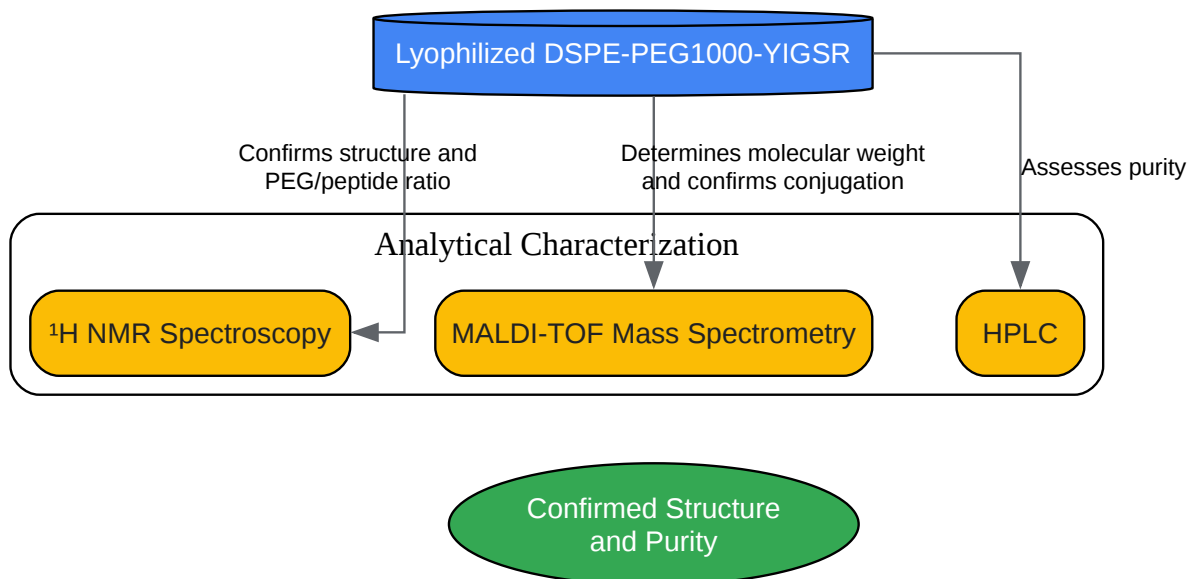 Lyophilized DSPE-PEG1000-YIGSR
Confirms structure and
PEG/peptide ratio
Determines molecular weight
and confirms conjugation
Assesses purity
Analytical Characterization
¹H NMR Spectroscopy
MALDI-TOF Mass Spectrometry
HPLC
Confirmed Structure
and Purity